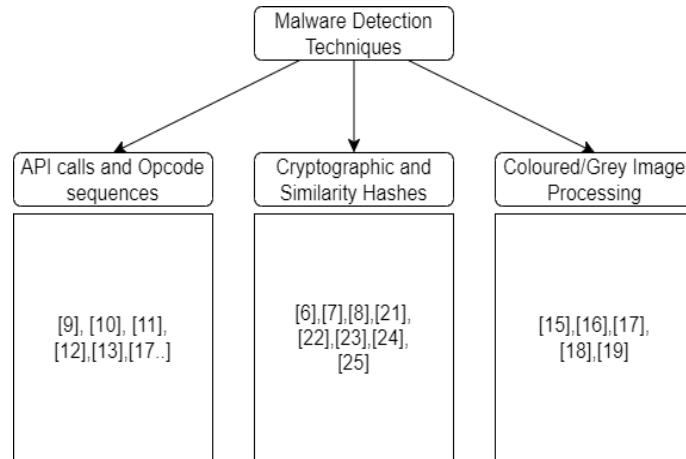 Malware Detection
Techniques
API calls and Opcode
sequences
Cryptographic and
Similarity Hashes
Coloured/Grey Image
Processing
[9], [10], [11],
[12],[13],[17..]
[6],[7],[8],[21],
[22],[23],[24],
[25]
[15],[16],[17],
[18],[19]